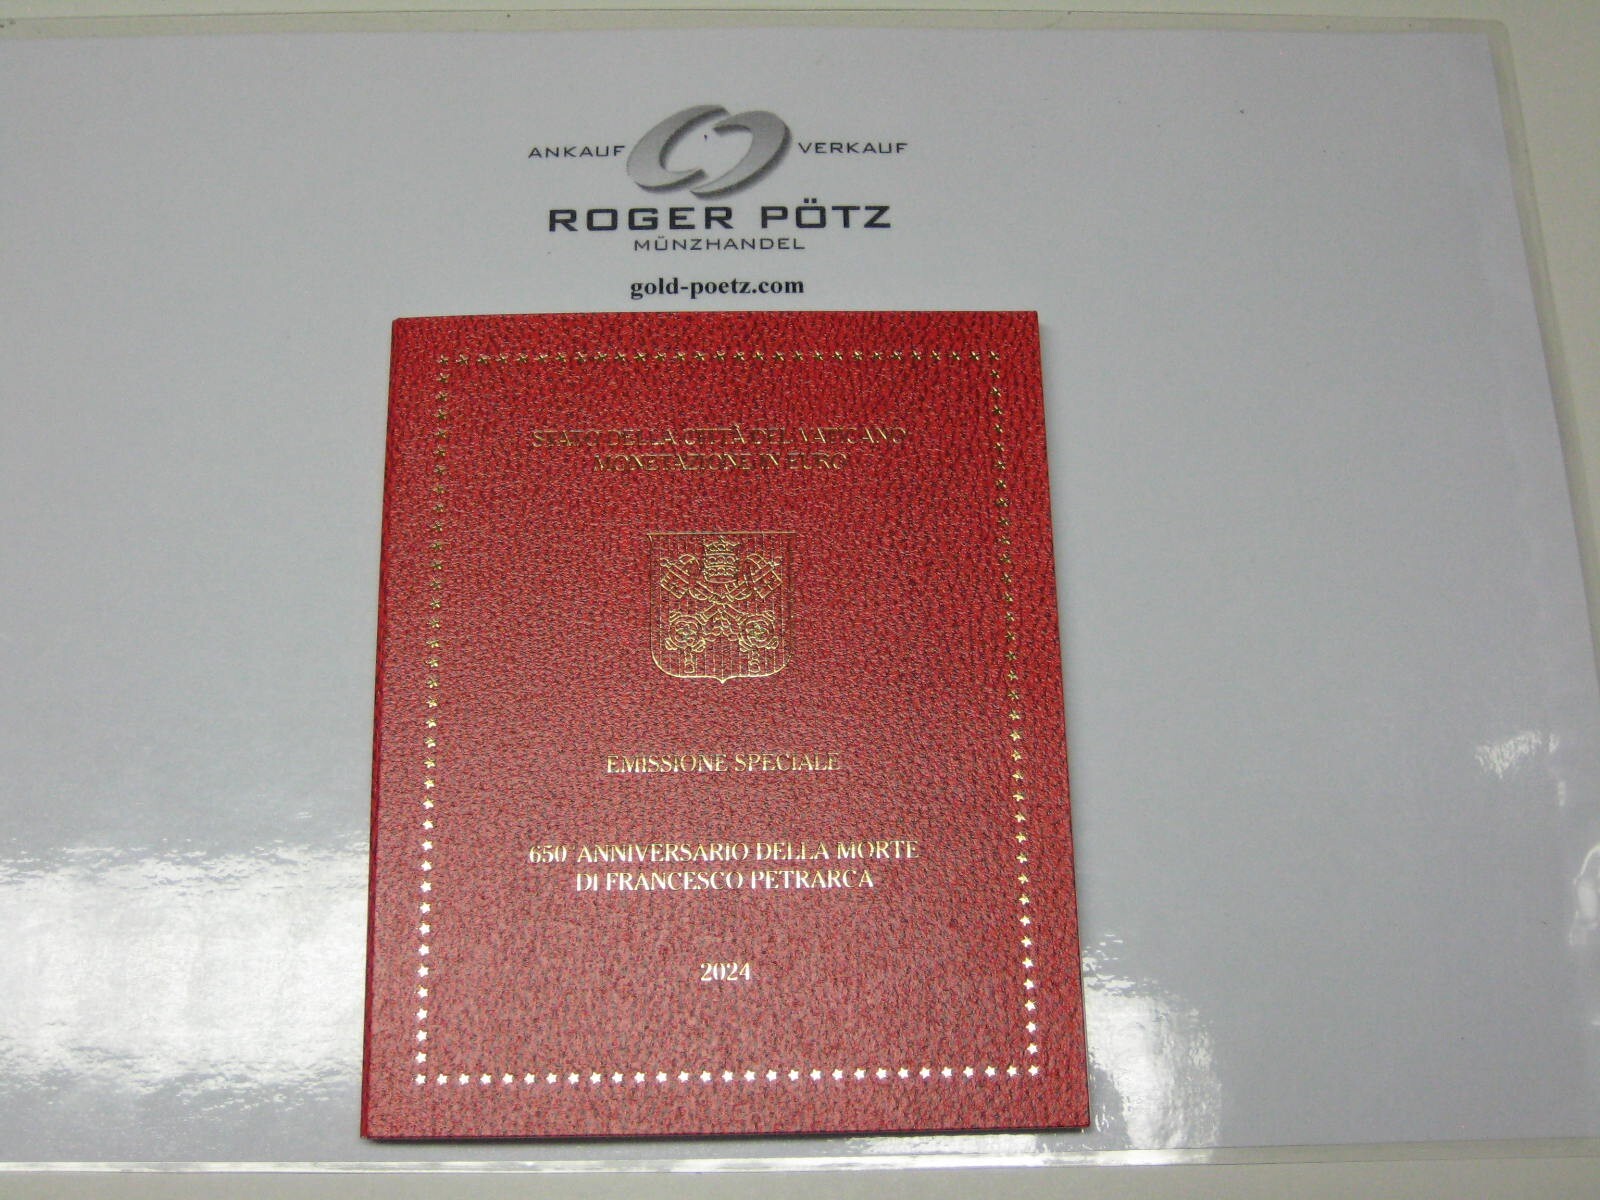 ANKAUF VERKAUF
ROGER PÖTZ
MÜNZHANDEL
gold-poetz.com
STATO DELLA CITTÀ DEL VATICANO
MONETAZIONE IN EURO
EMISSIONE SPECIALE
650° ANNIVERSARIO DELLA MORTE
DI FRANCESCO PETRARCA
2024